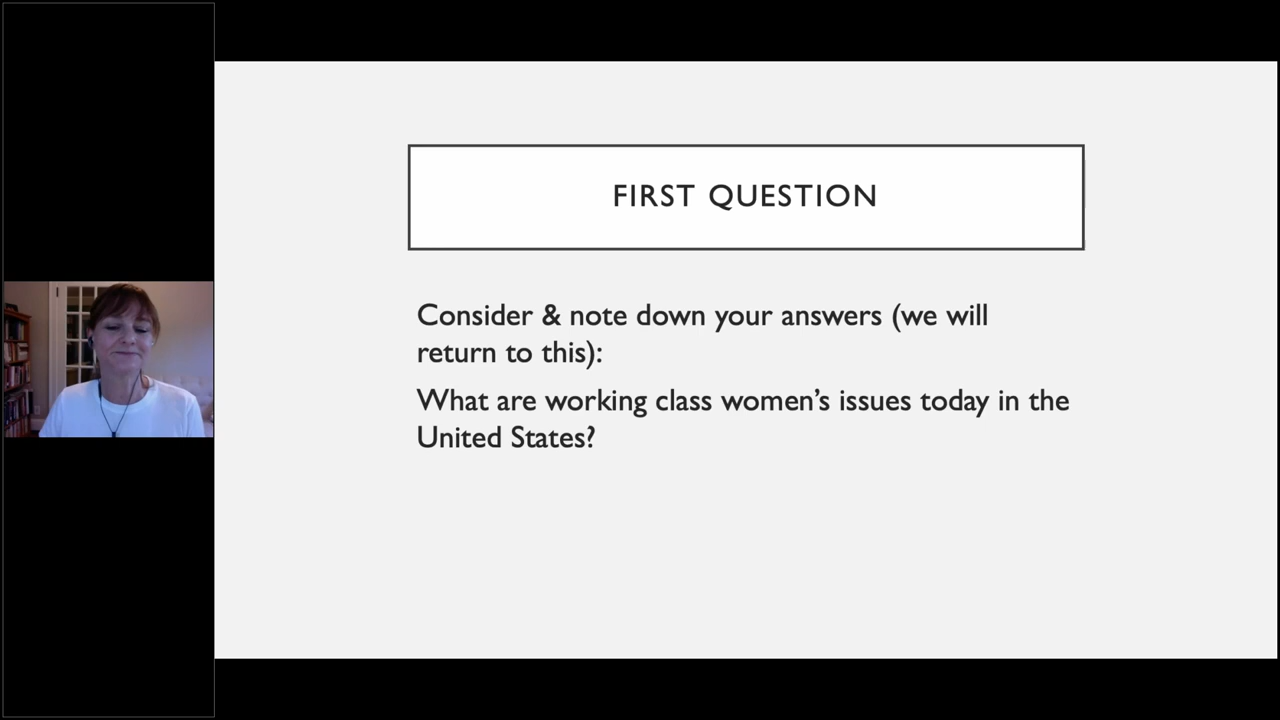 FIRST QUESTION
Consider & note down your answers (we will
return to this):
What are working class women’s issues today in the
United States?